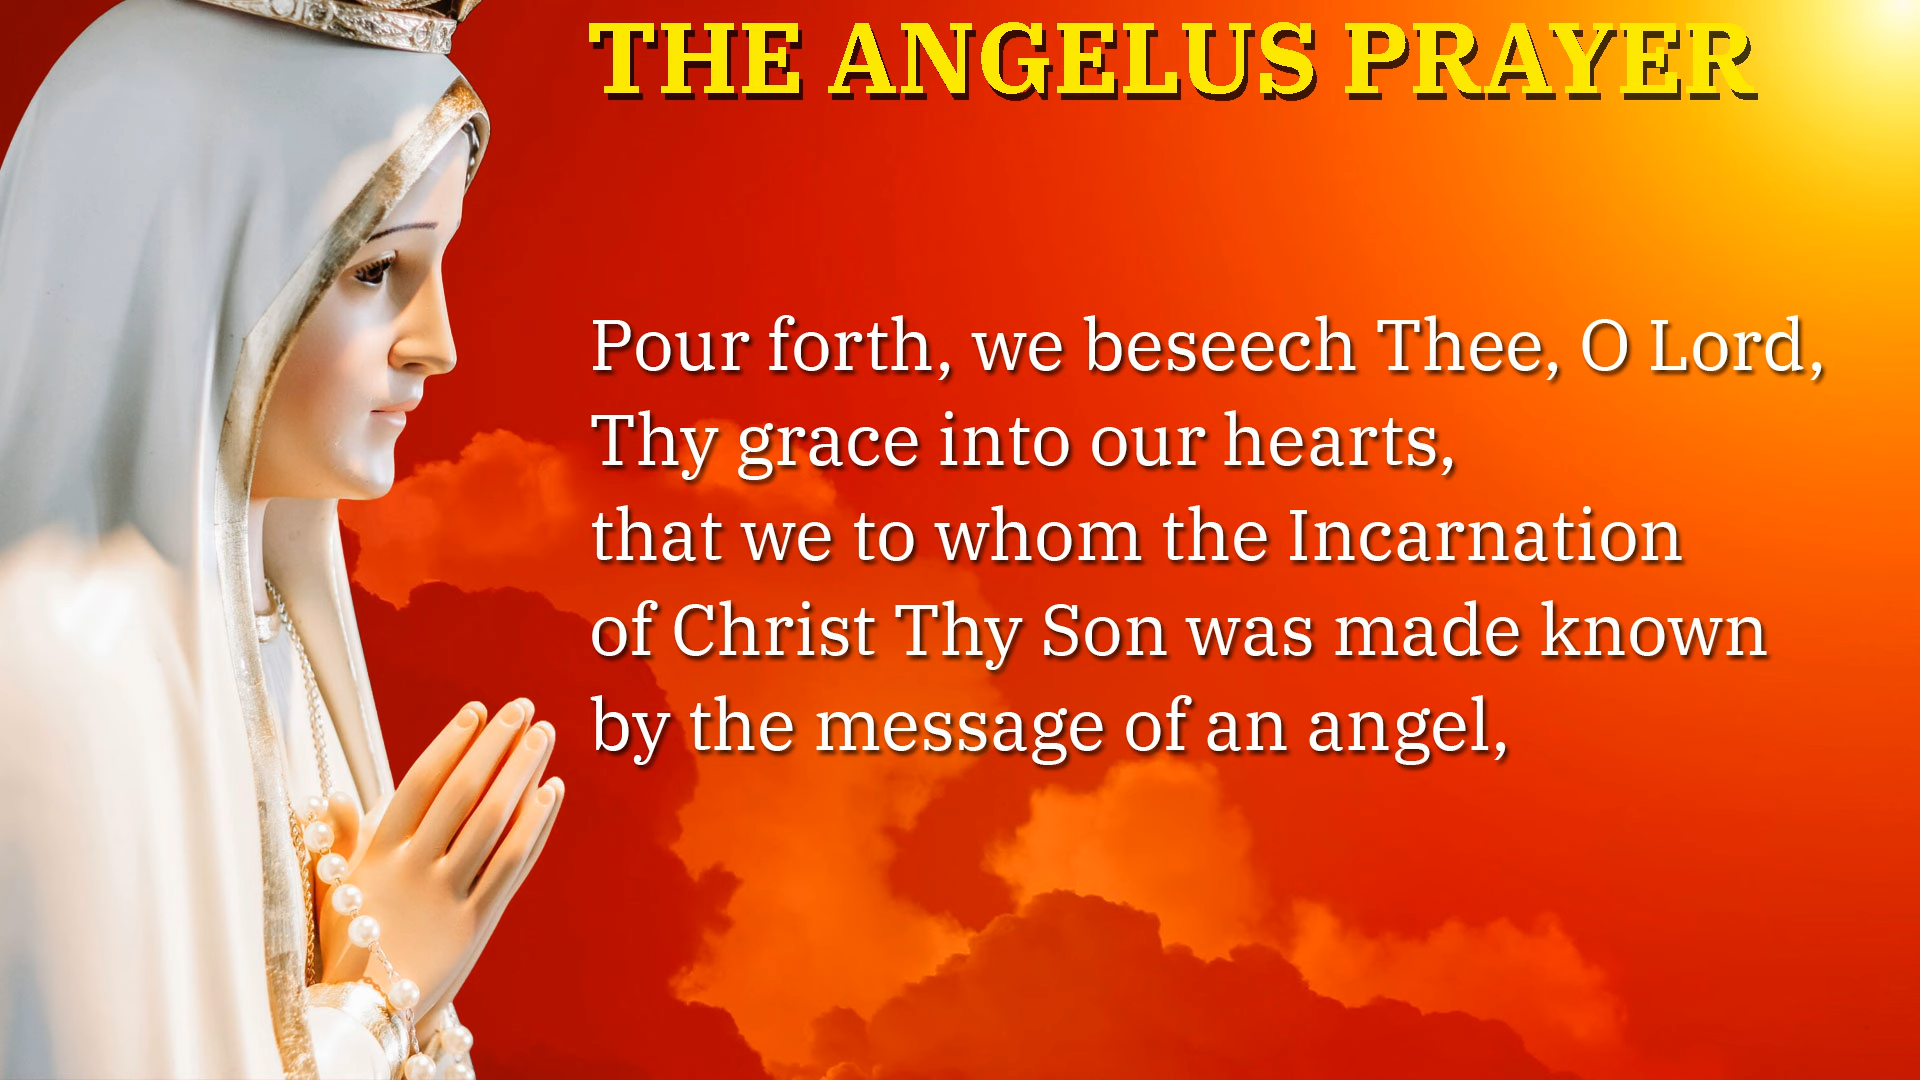 THE ANGELUS PRAYER
Pour forth, we beseech Thee, O Lord,
Thy grace into our hearts,
that we to whom the Incarnation
of Christ Thy Son was made known
by the message of an angel,